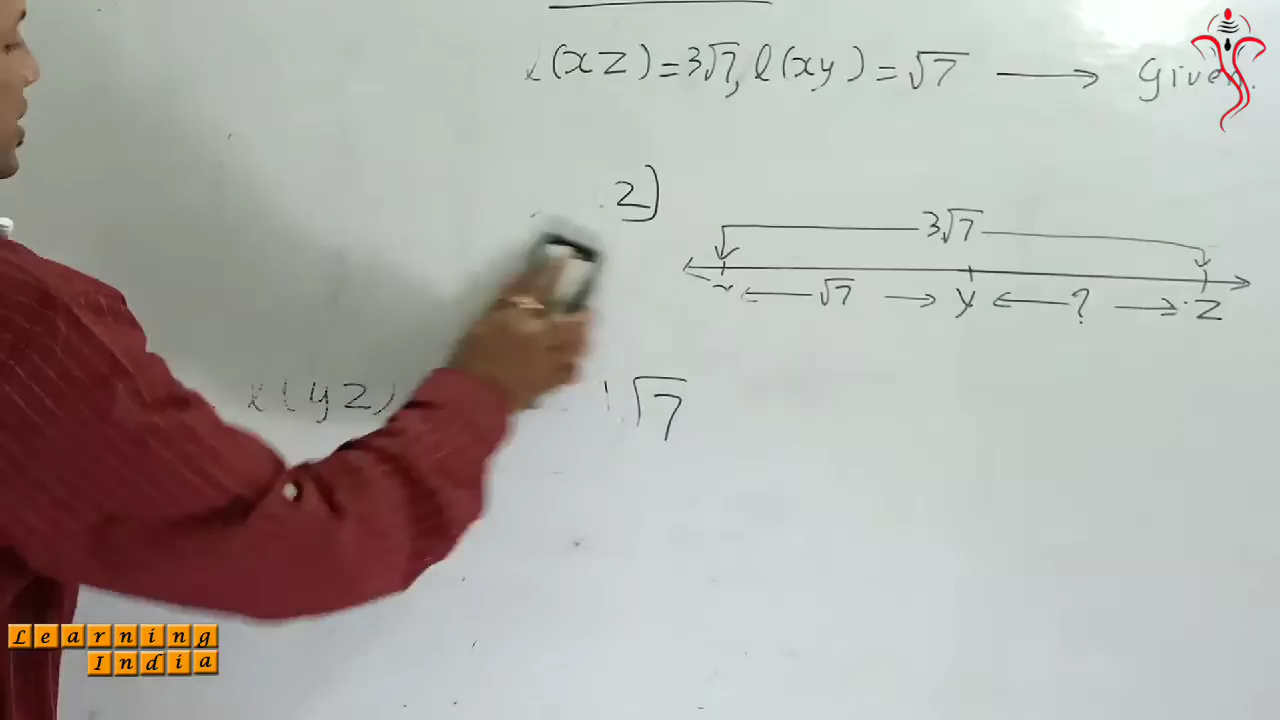 l(xz)=3√7, l(xy)=√7 ⟶ Given.
2)
3√7
x ⟵ √7 ⟶ y ⟵ ? ⟶ z
l(yz) √7
Learning
India